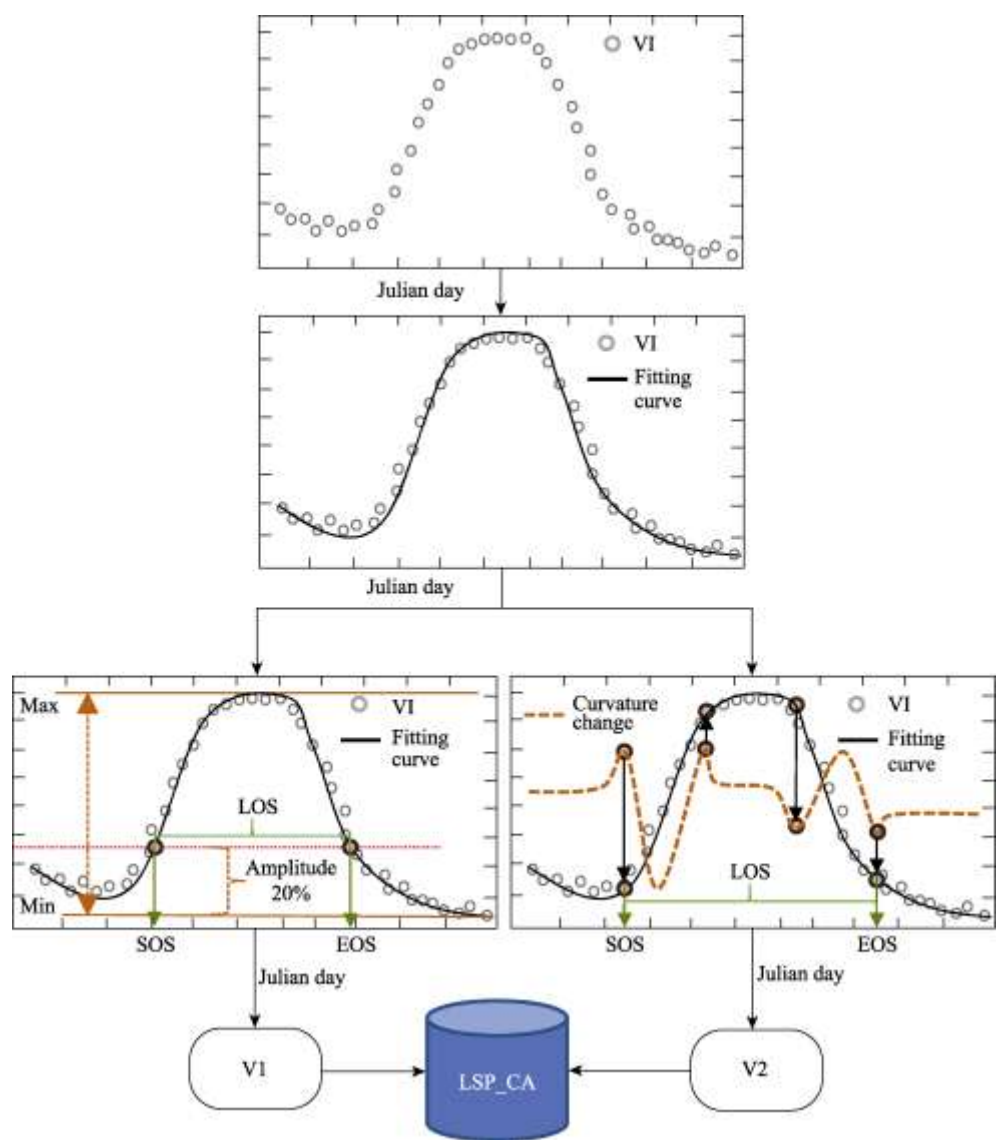 VI
Julian day
VI
Fitting
curve
Julian day
Max
VI
Fitting
curve
LOS
Amplitude
20%
Min
SOS
EOS
Julian day
Curvature
change
VI
Fitting
curve
LOS
SOS
EOS
Julian day
V1
LSP_CA
V2